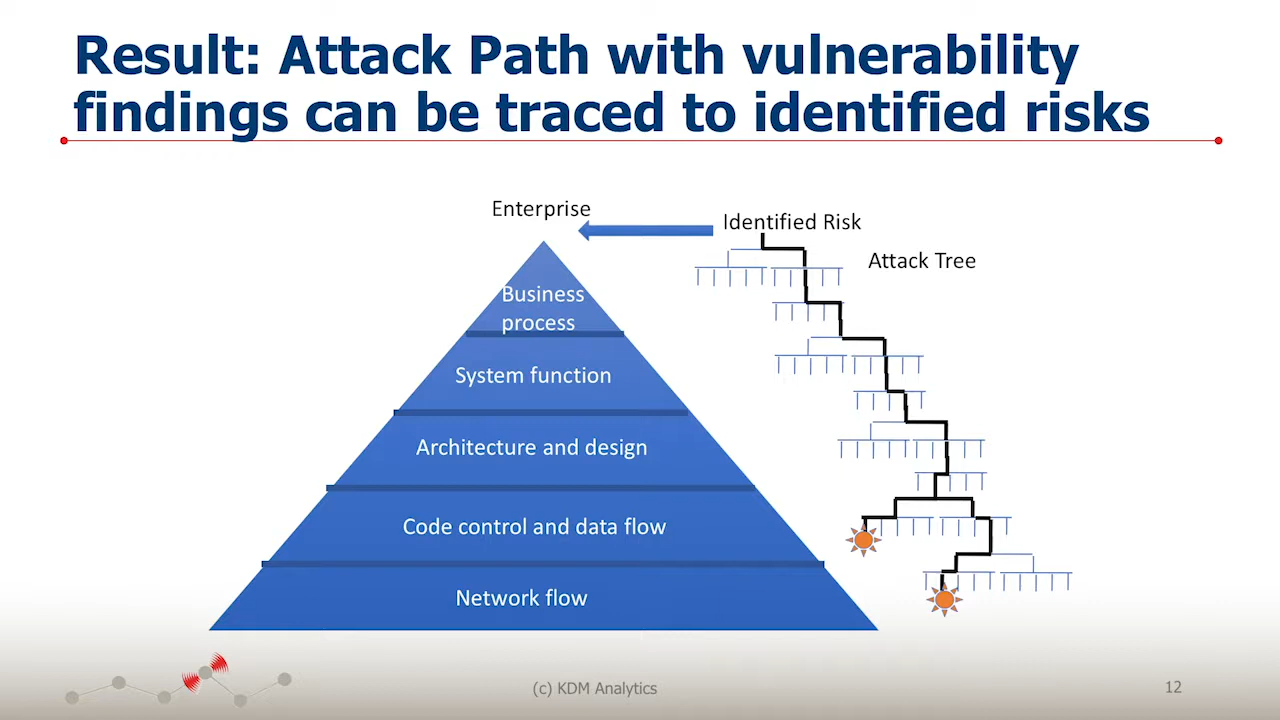 Result: Attack Path with vulnerability
findings can be traced to identified risks
Enterprise
Identified Risk
Attack Tree
Business
process
System function
Architecture and design
Code control and data flow
Network flow
(c) KDM Analytics
12